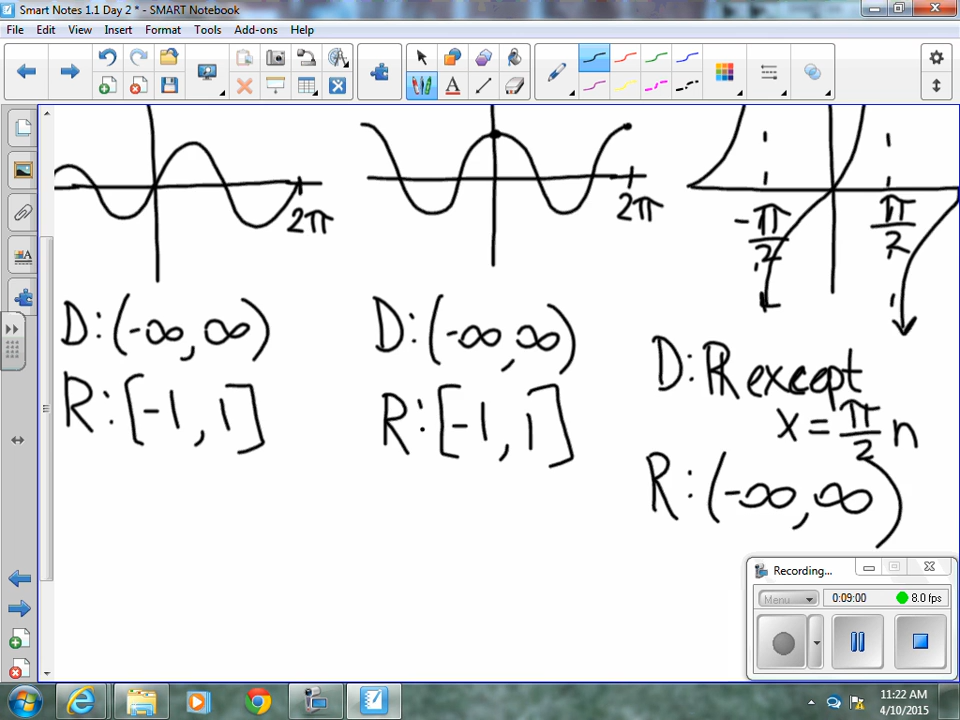 Smart Notes 1.1 Day 2 * - SMART Notebook
File Edit View Insert Format Tools Add-ons Help
2π
2π
-π/2
π/2
D: (-∞, ∞)
R: [-1, 1]
D: (-∞, ∞)
R: [-1, 1]
D: ℝ except
x = π/2 n
R: (-∞, ∞)
Recording...
Menu 0:09:00 8.0 fps
11:22 AM
4/10/2015